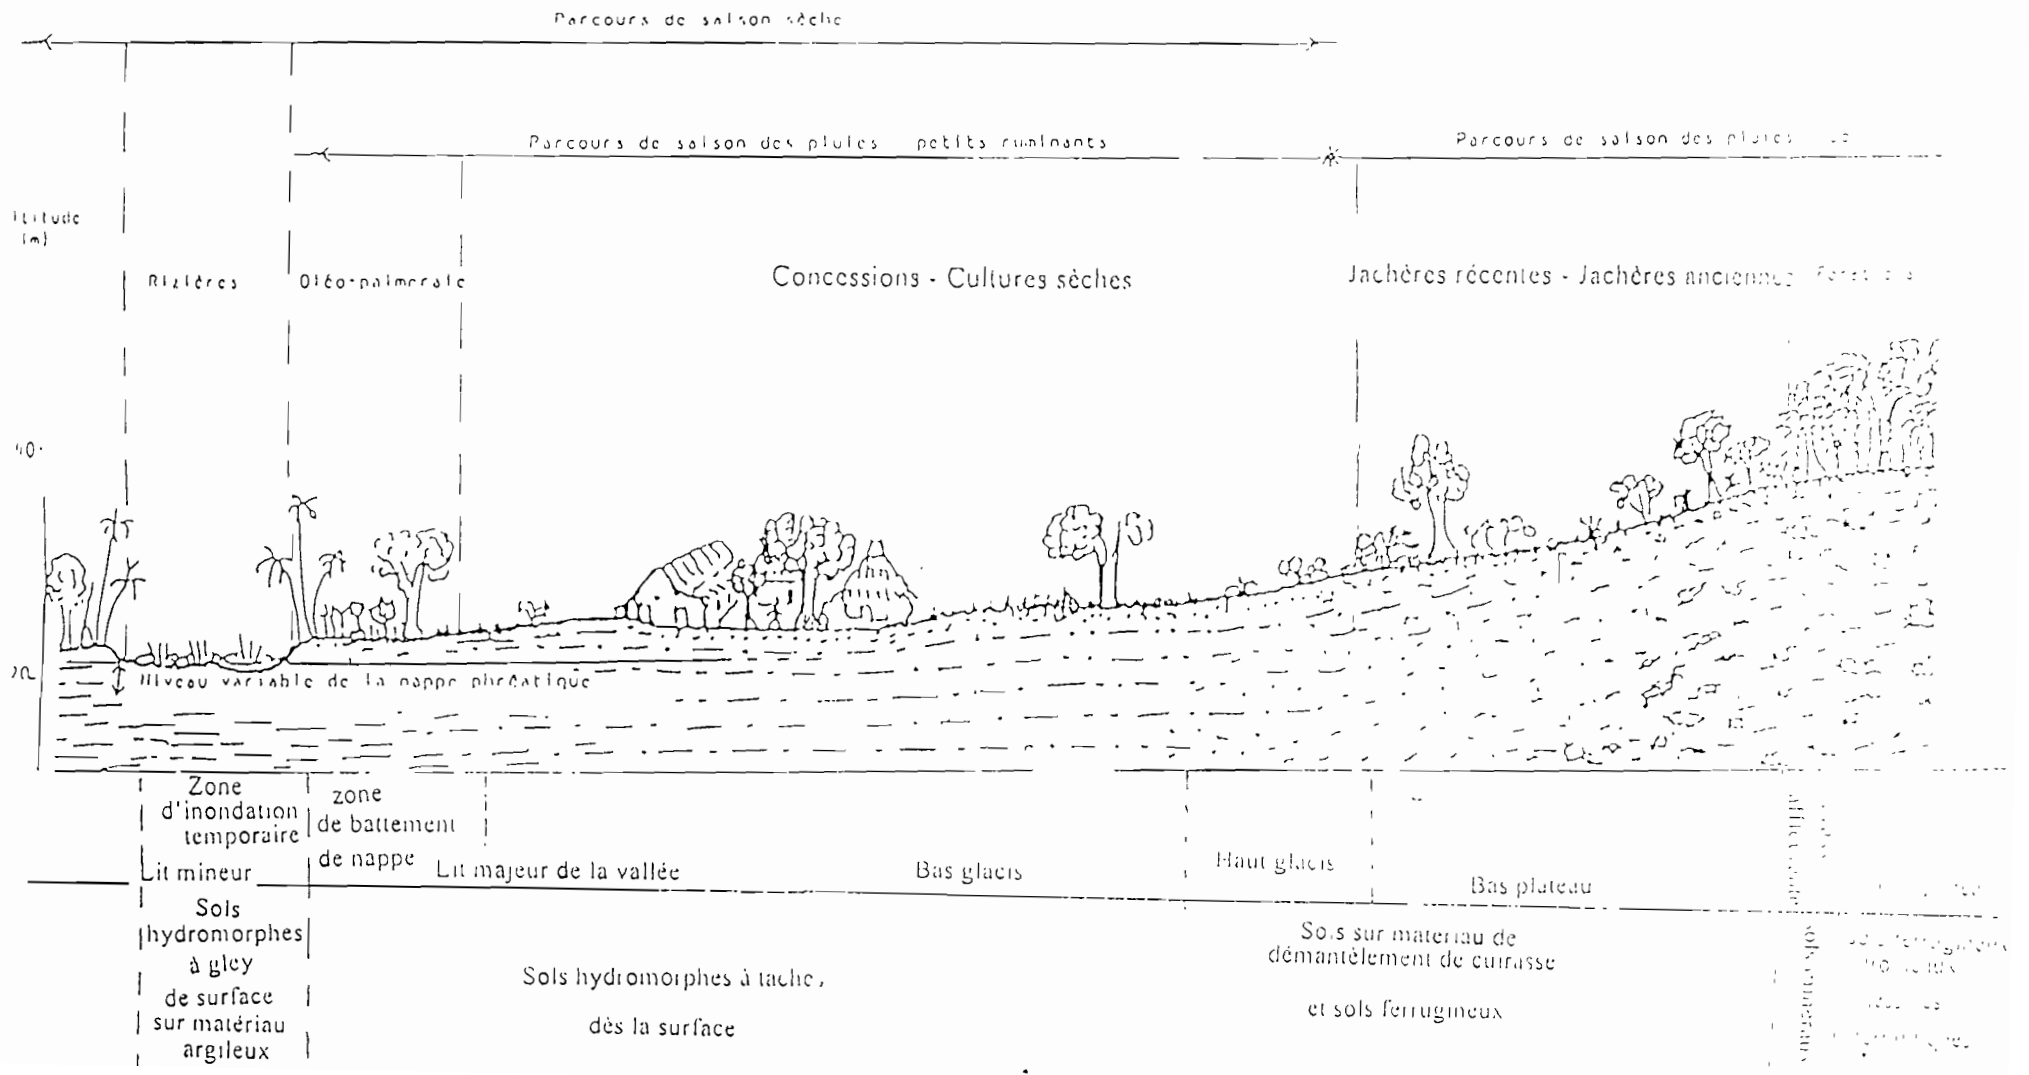 Parcours de saison sèche
Parcours de saison des pluies petits ruminants
Parcours de saison des pluies
(m)
Rizières
Oléo-palmeraie
Concessions - Cultures sèches
Jachères récentes - Jachères anciennes
Niveau variable de la nappe phréatique
Zone
d'inondation
temporaire
zone
de battement
de nappe
Lit mineur
Lit majeur de la vallée
Bas glacis
Haut glacis
Bas plateau
Sols
hydromorphes
à gley
de surface
sur matériau
argileux
Sols hydromorphes à tache
dès la surface
Sols sur matériau de
démantèlement de cuirasse
et sols ferrugineux